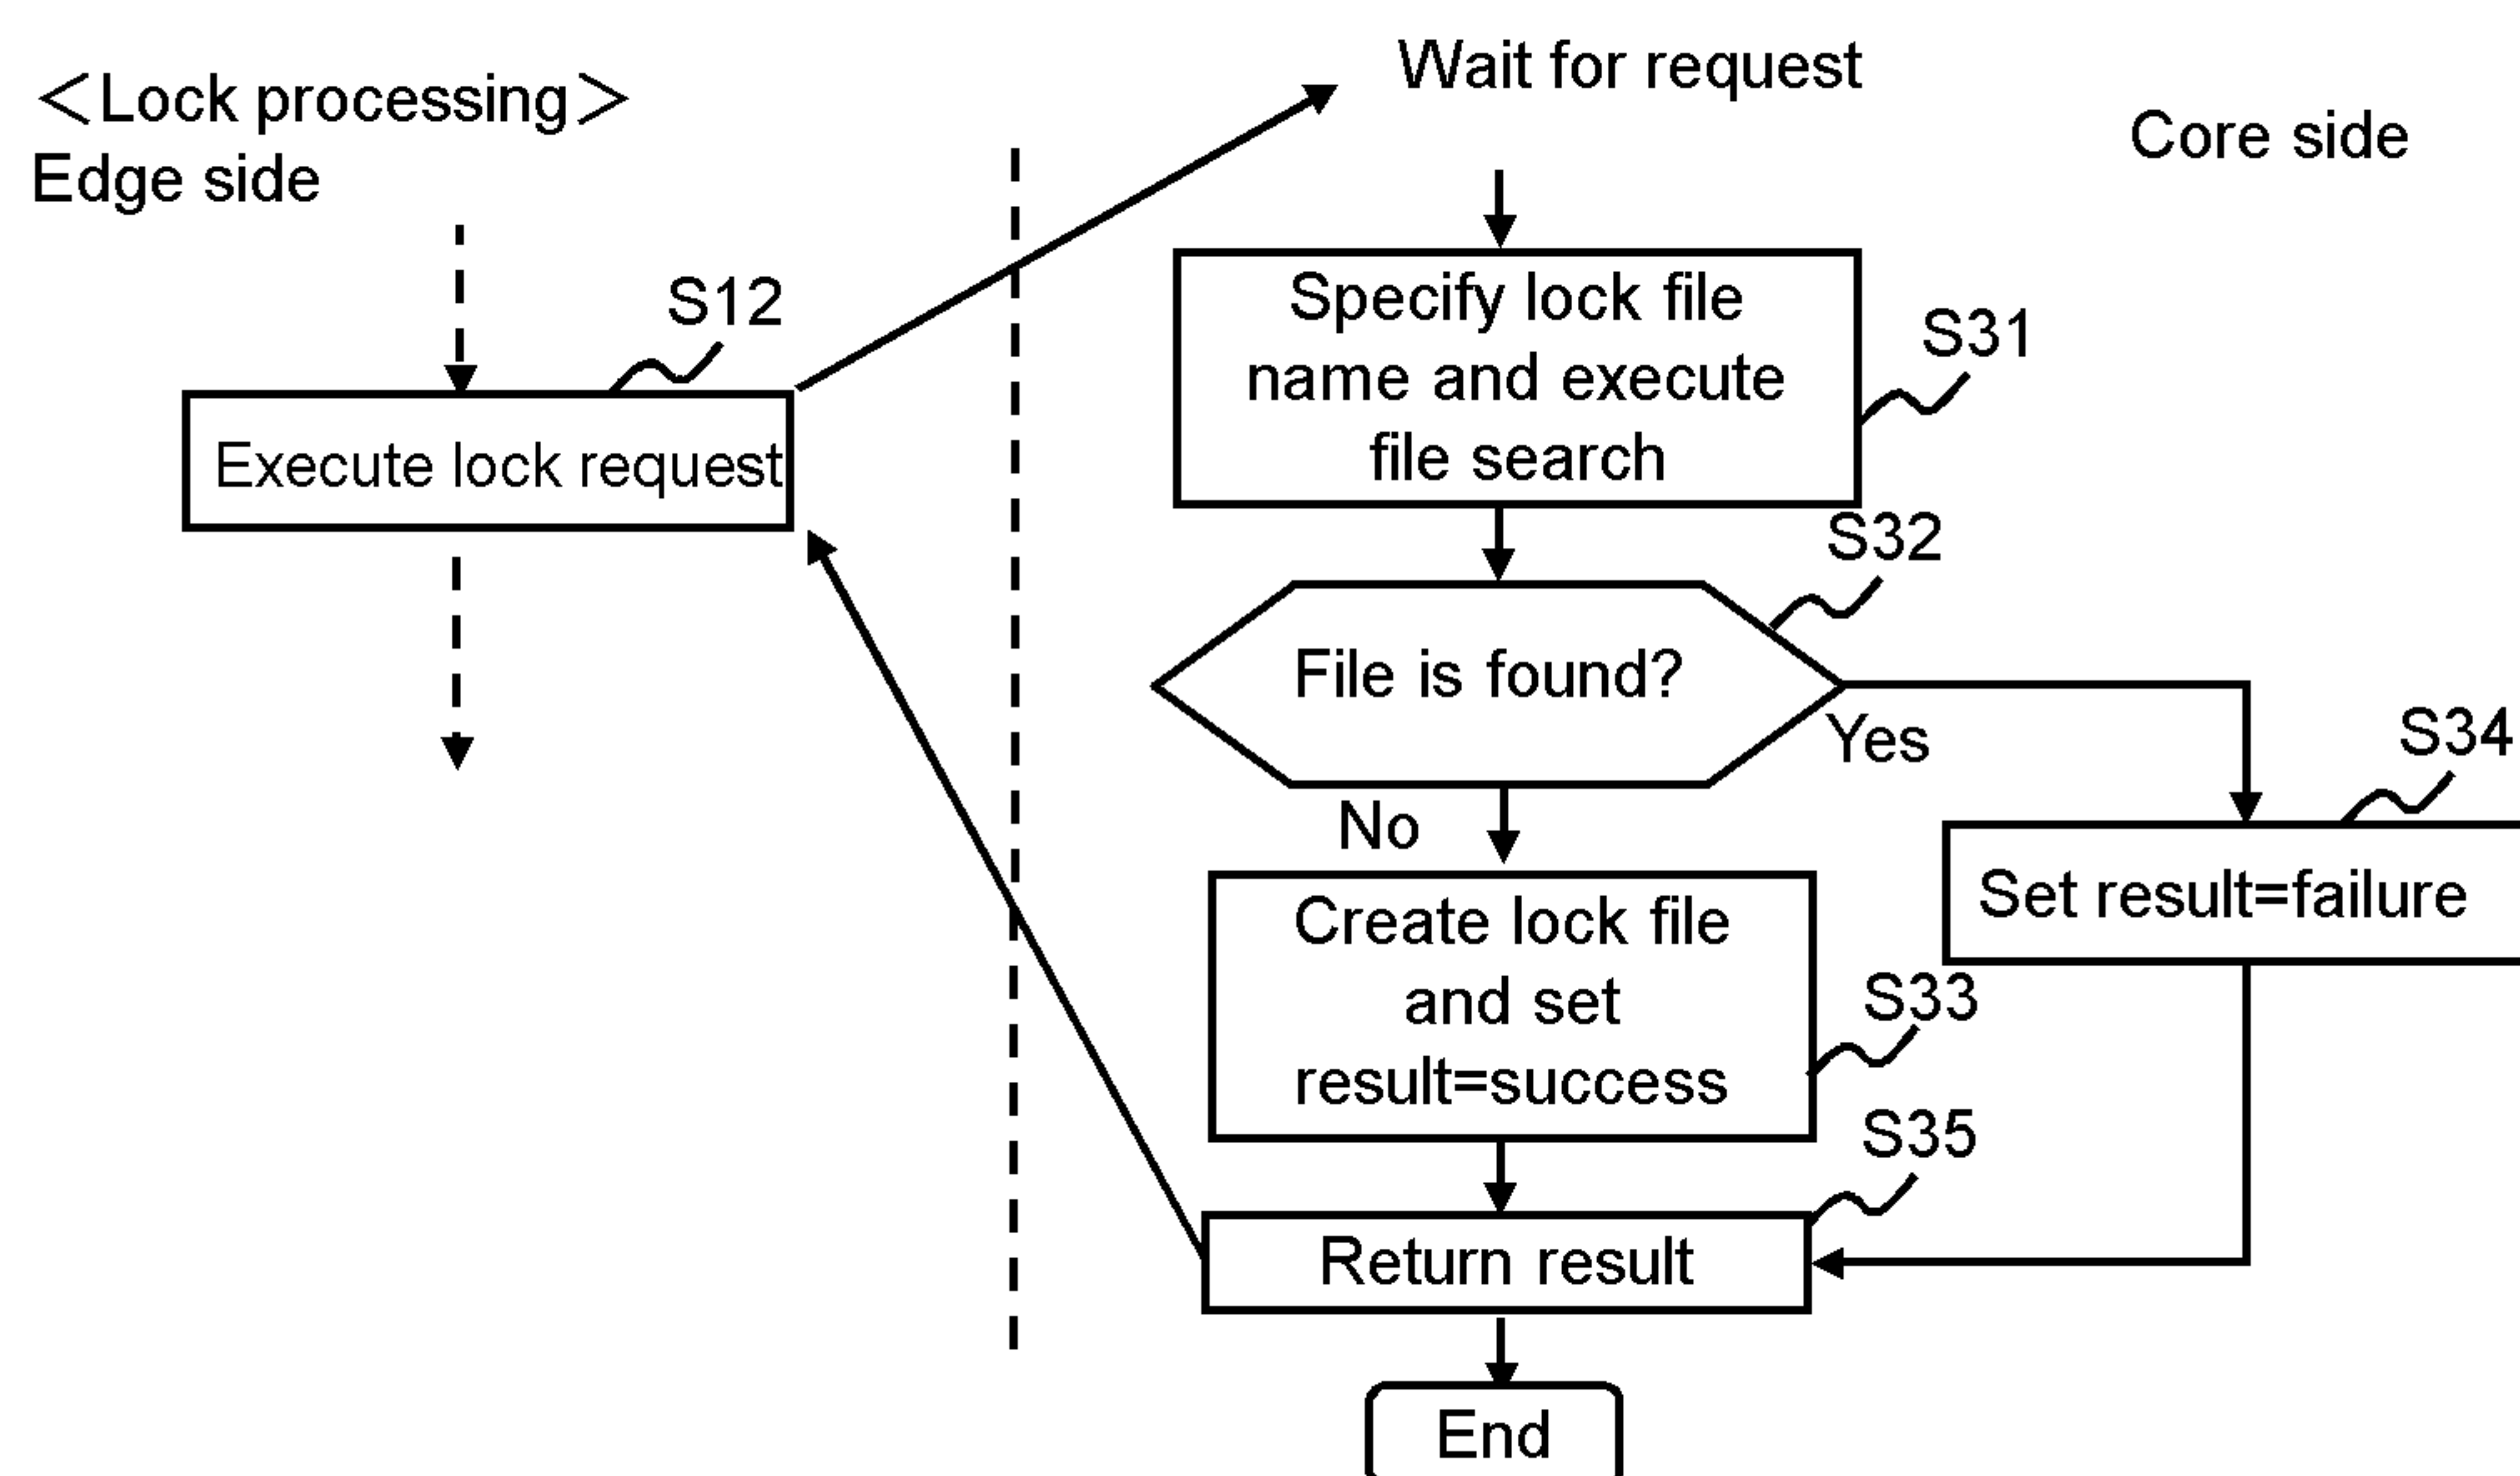 <Lock processing>
Edge side
S12
Execute lock request
Wait for request
Core side
Specify lock file
name and execute
file search
S31
S32
File is found?
Yes
No
S34
Set result=failure
Create lock file
and set
result=success
S33
S35
Return result
End